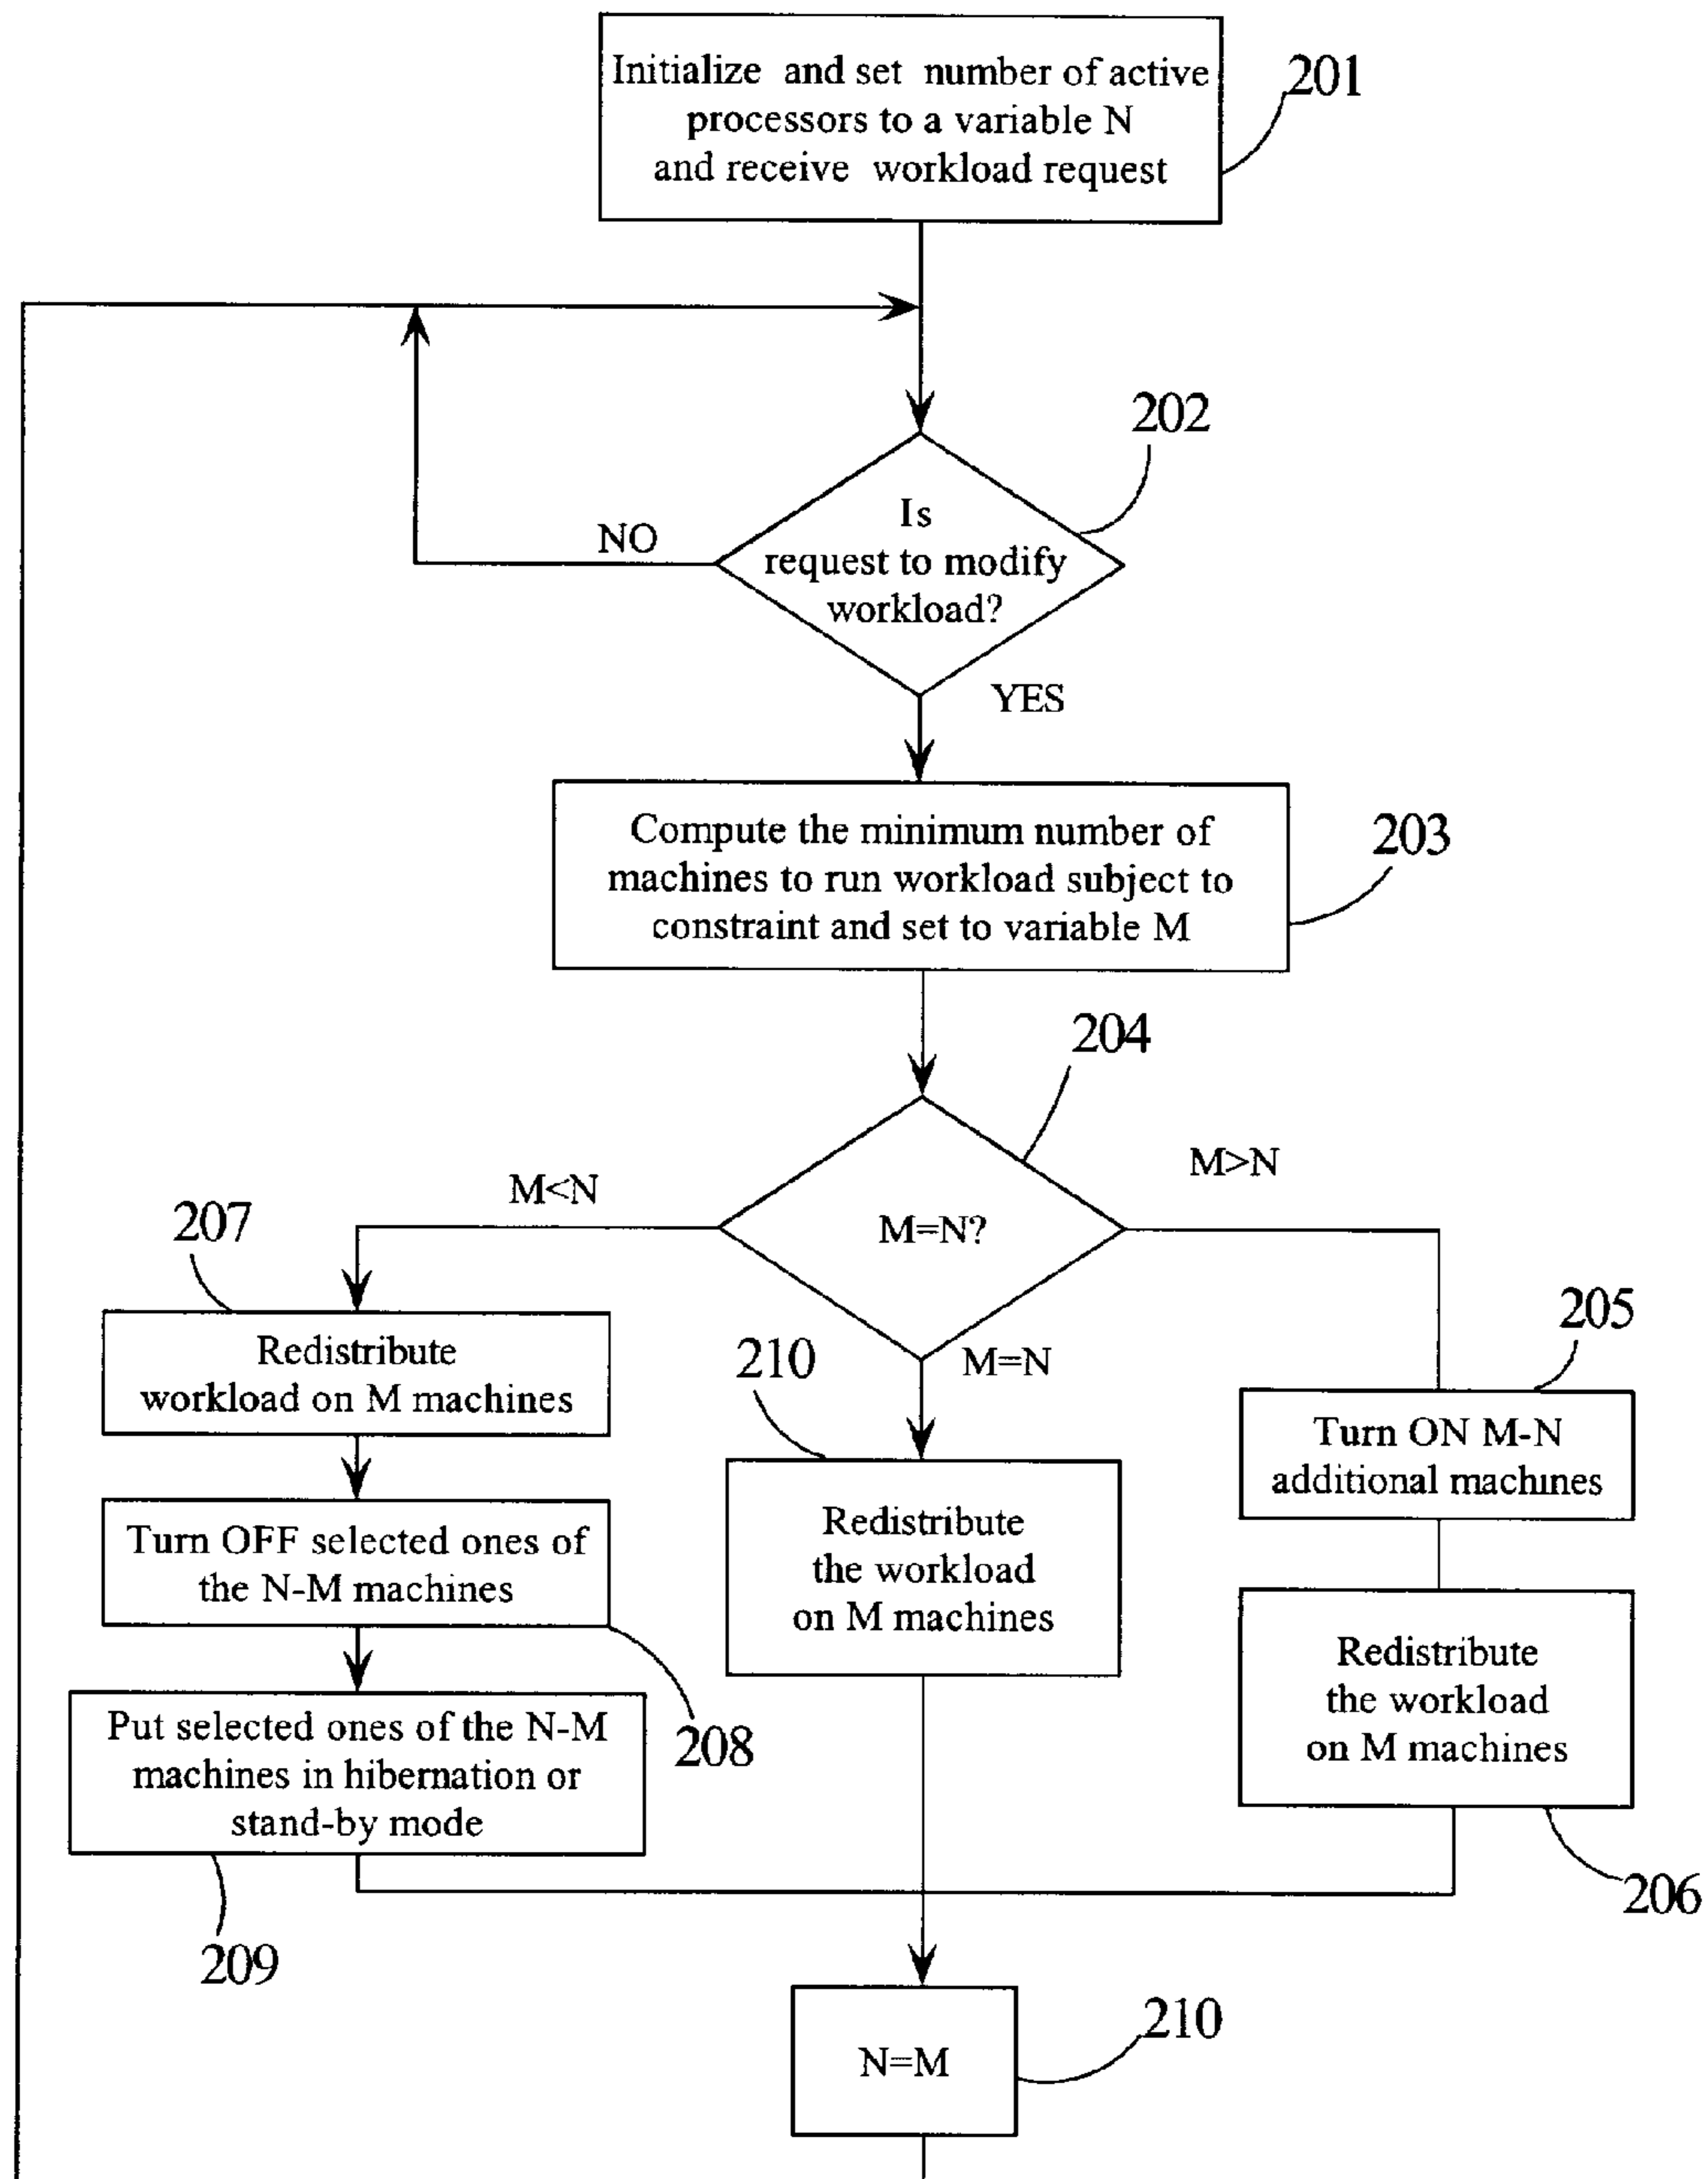 Initialize and set number of active
processors to a variable N
and receive workload request
201
202
Is
request to modify
workload?
NO
YES
Compute the minimum number of
machines to run workload subject to
constraint and set to variable M
203
204
M<N
M=N?
M>N
M=N
207
Redistribute
workload on M machines
Turn OFF selected ones of
the N-M machines
208
Put selected ones of the N-M
machines in hibernation or
stand-by mode
209
210
Redistribute
the workload
on M machines
205
Turn ON M-N
additional machines
Redistribute
the workload
on M machines
206
N=M
210